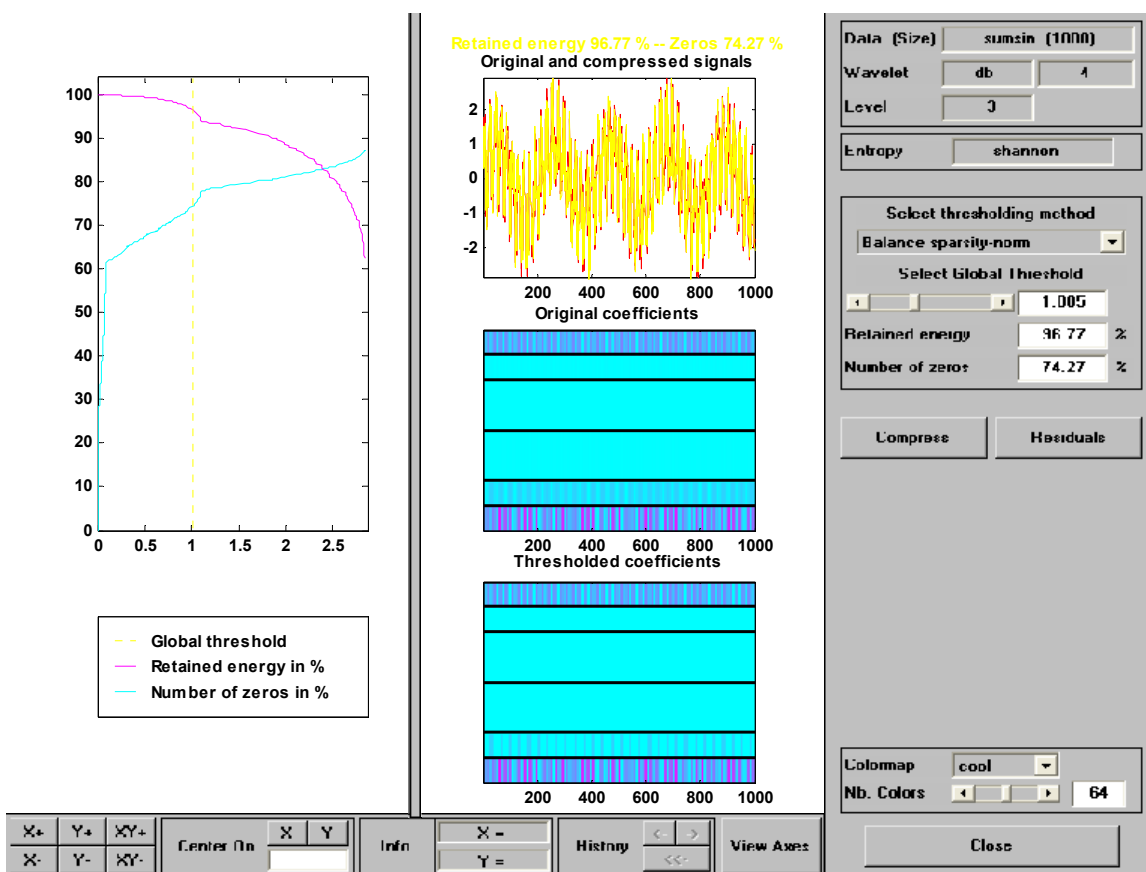 100
90
80
70
60
50
40
30
20
10
0
0 0.5 1 1.5 2 2.5
Global threshold
Retained energy in %
Number of zeros in %
Retained energy 96.77 % -- Zeros 74.27 %
Original and compressed signals
2
1
0
-1
-2
200 400 600 800 1000
Original coefficients
200 400 600 800 1000
Thresholded coefficients
200 400 600 800 1000
Data (Size) sumsin (1000)
Wavelet db 4
Level 3
Entropy shannon
Select thresholding method
Balance sparsity-norm
Select Global Threshold
1.005
Retained energy 96.77 %
Number of zeros 74.27 %
Compress Residuals
Colormap cool
Nb. Colors 64
X+ Y+ XY+
X- Y- XY-
Center On X Y
Info X =
Y =
History <- ->
<<-
View Axes
Close